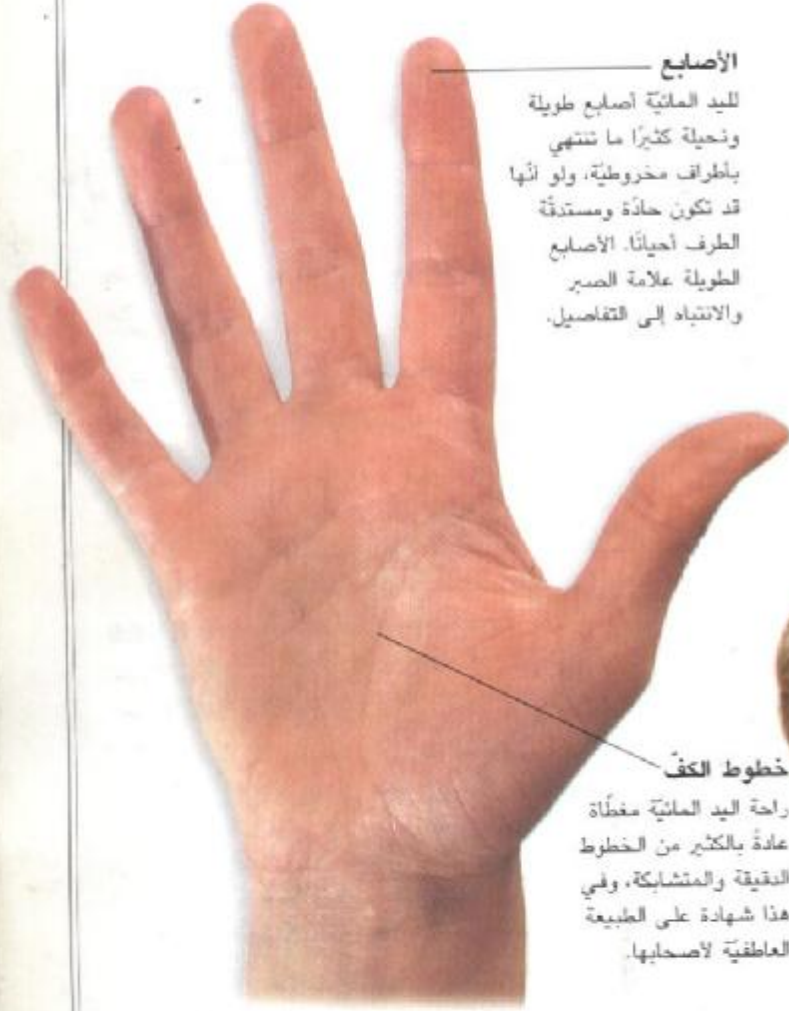 الأصابع
لليد المائيّة أصابع طويلة
ونحيلة كثيرًا ما تنتهي
بأطراف مخروطيّة، ولو أنّها
قد تكون حادّة ومستدقّة
الطرف أحيانًا. الأصابع
الطويلة علامة الصبر
والانتباه إلى التفاصيل.
خطوط الكفّ
راحة اليد المائيّة مغطّاة
عادةً بالكثير من الخطوط
الدقيقة والمتشابكة، وفي
هذا شهادة على الطبيعة
العاطفيّة لأصحابها.